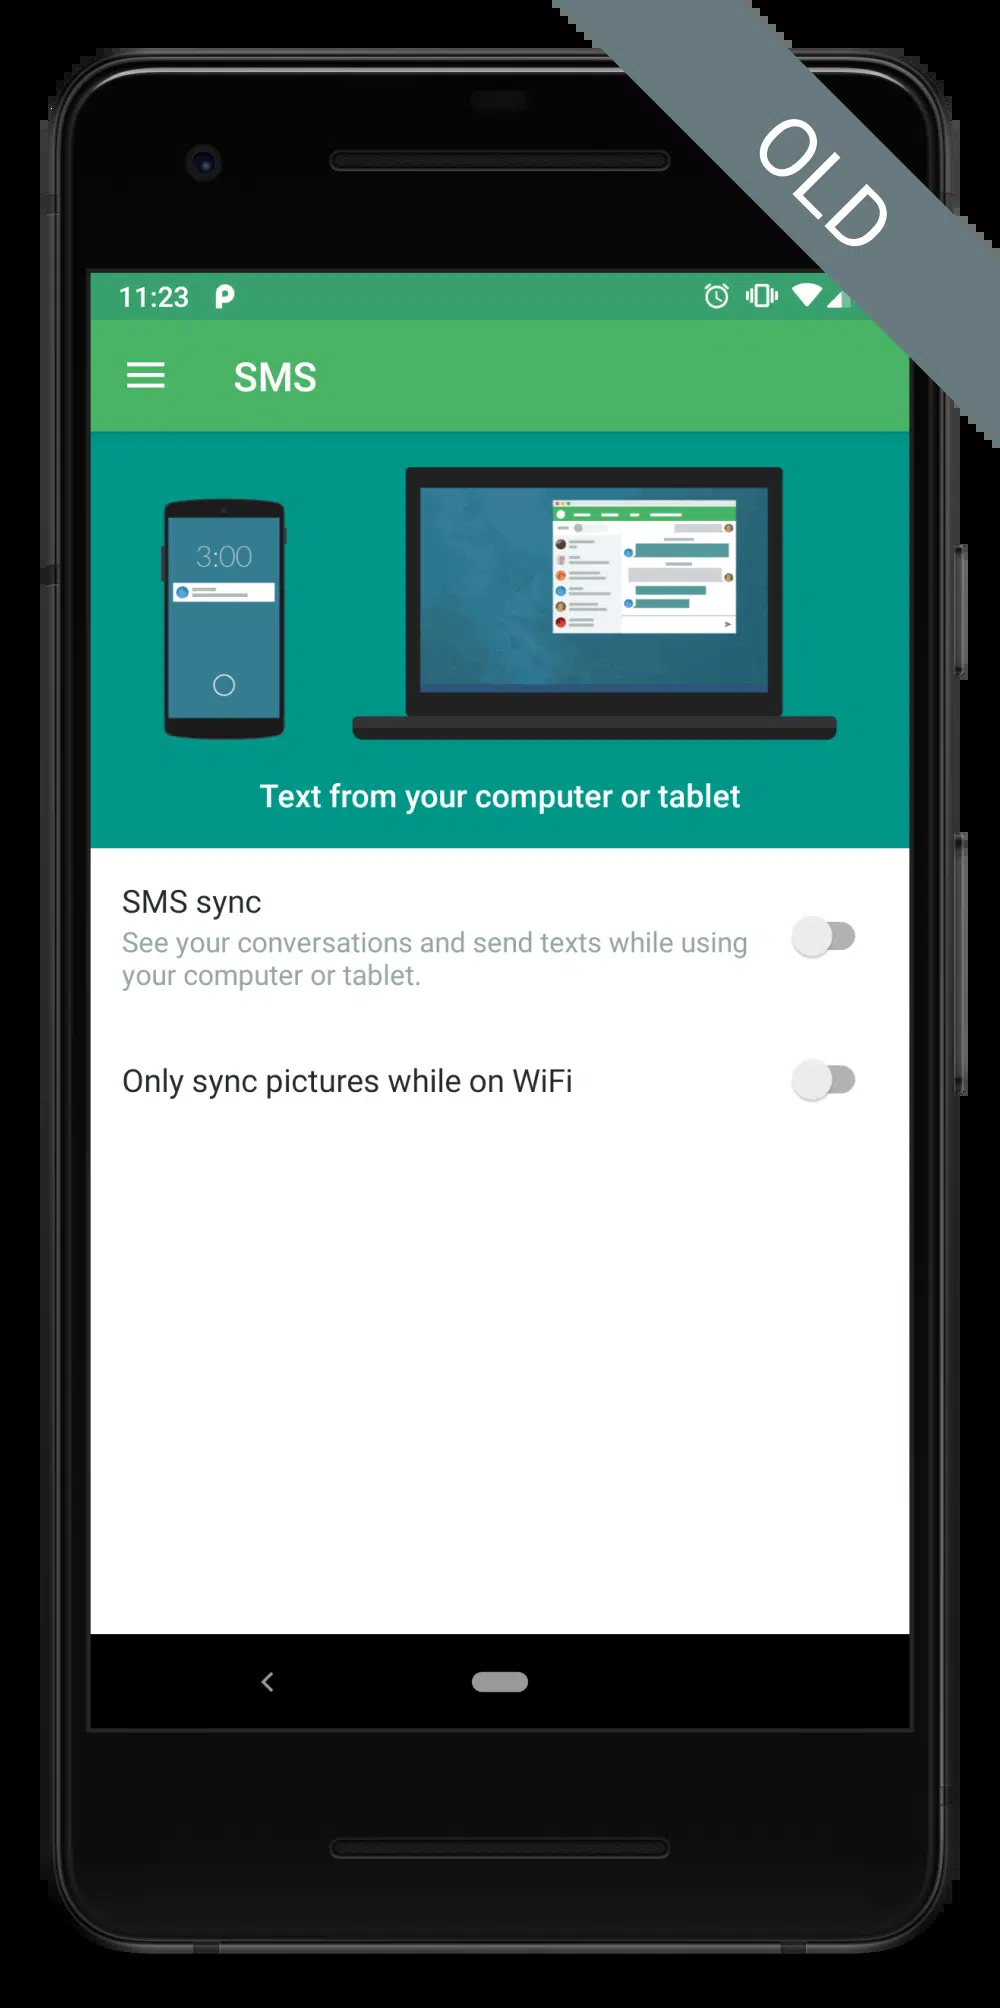 OLD
11:23
SMS
3:00
Text from your computer or tablet
SMS sync
See your conversations and send texts while using
your computer or tablet.
Only sync pictures while on WiFi